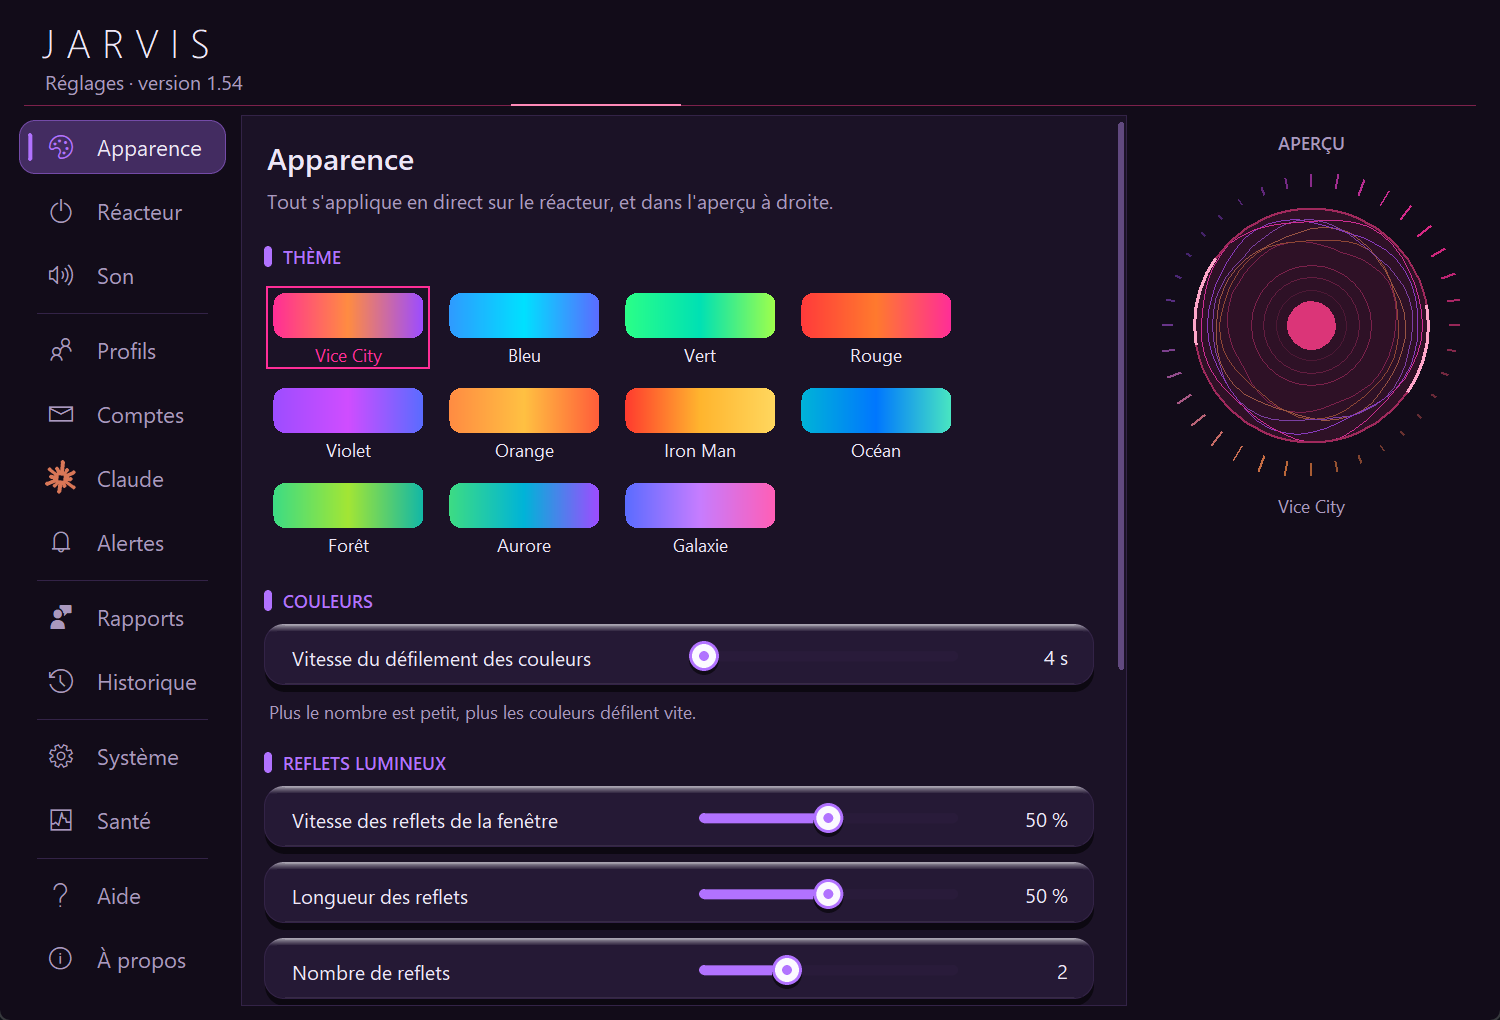 JARVIS
Réglages · version 1.54
Apparence
Réacteur
Son
Profils
Comptes
Claude
Alertes
Rapports
Historique
Système
Santé
Aide
À propos
Apparence
Tout s'applique en direct sur le réacteur, et dans l'aperçu à droite.
THÈME
Vice City
Bleu
Vert
Rouge
Violet
Orange
Iron Man
Océan
Forêt
Aurore
Galaxie
COULEURS
Vitesse du défilement des couleurs 4 s
Plus le nombre est petit, plus les couleurs défilent vite.
REFLETS LUMINEUX
Vitesse des reflets de la fenêtre 50 %
Longueur des reflets 50 %
Nombre de reflets 2
APERÇU
Vice City